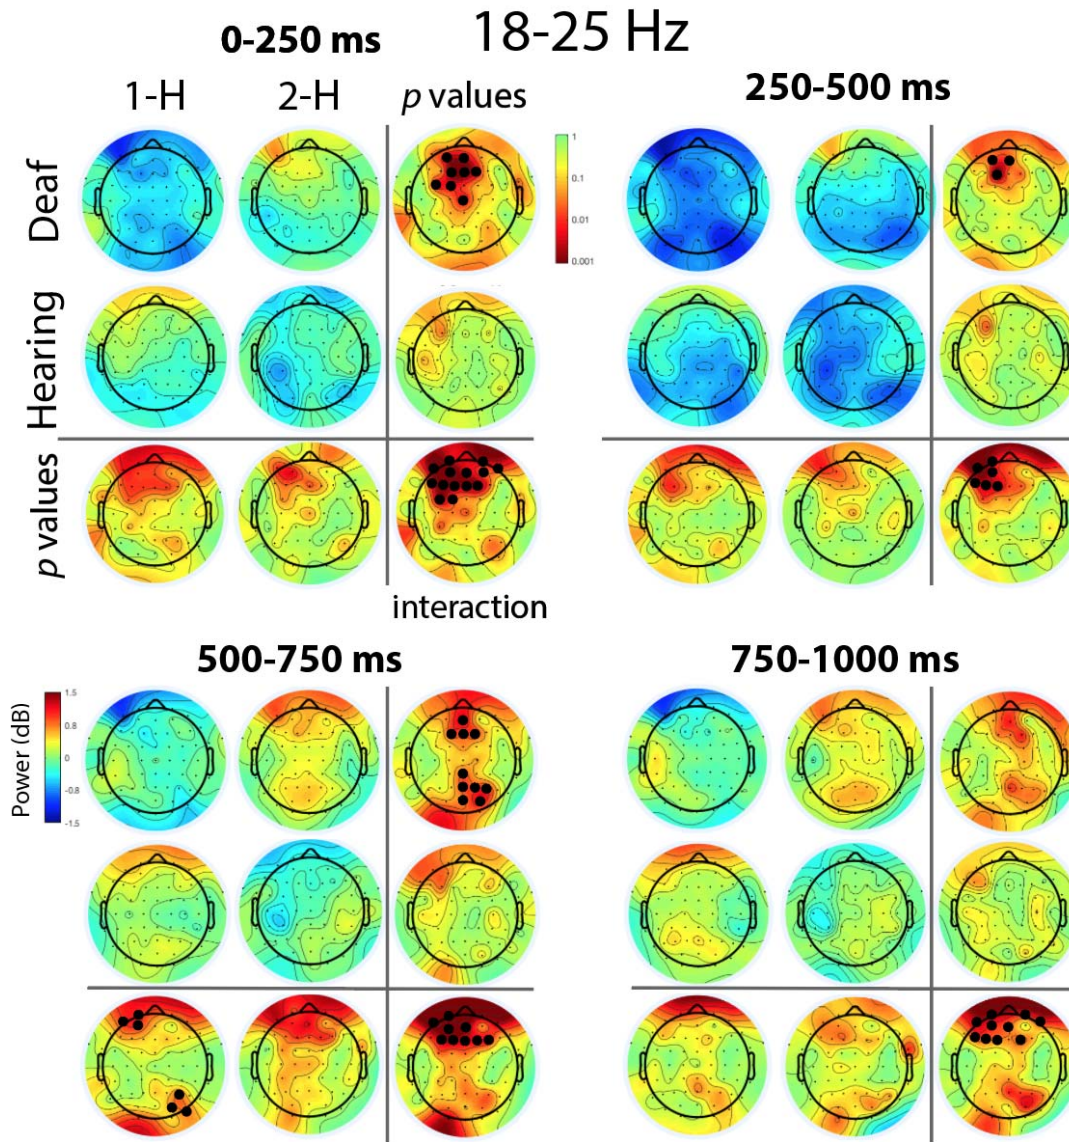 18-25 Hz
0-250 ms
1-H
2-H
p values
250-500 ms
1
0.1
0.01
0.001
Deaf
Hearing
p values
interaction
500-750 ms
750-1000 ms
Power (dB)
1.5
0.8
0
-0.8
-1.5